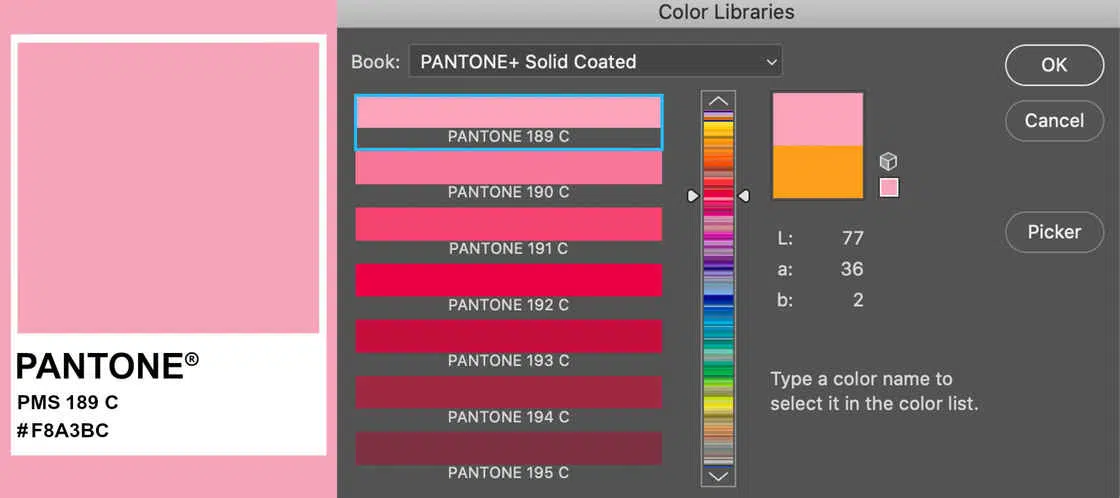 PANTONE®
PMS 189 C
#F8A3BC
Color Libraries
Book: PANTONE+ Solid Coated
PANTONE 189 C
PANTONE 190 C
PANTONE 191 C
PANTONE 192 C
PANTONE 193 C
PANTONE 194 C
PANTONE 195 C
L: 77
a: 36
b: 2
Type a color name to
select it in the color list.
OK
Cancel
Picker